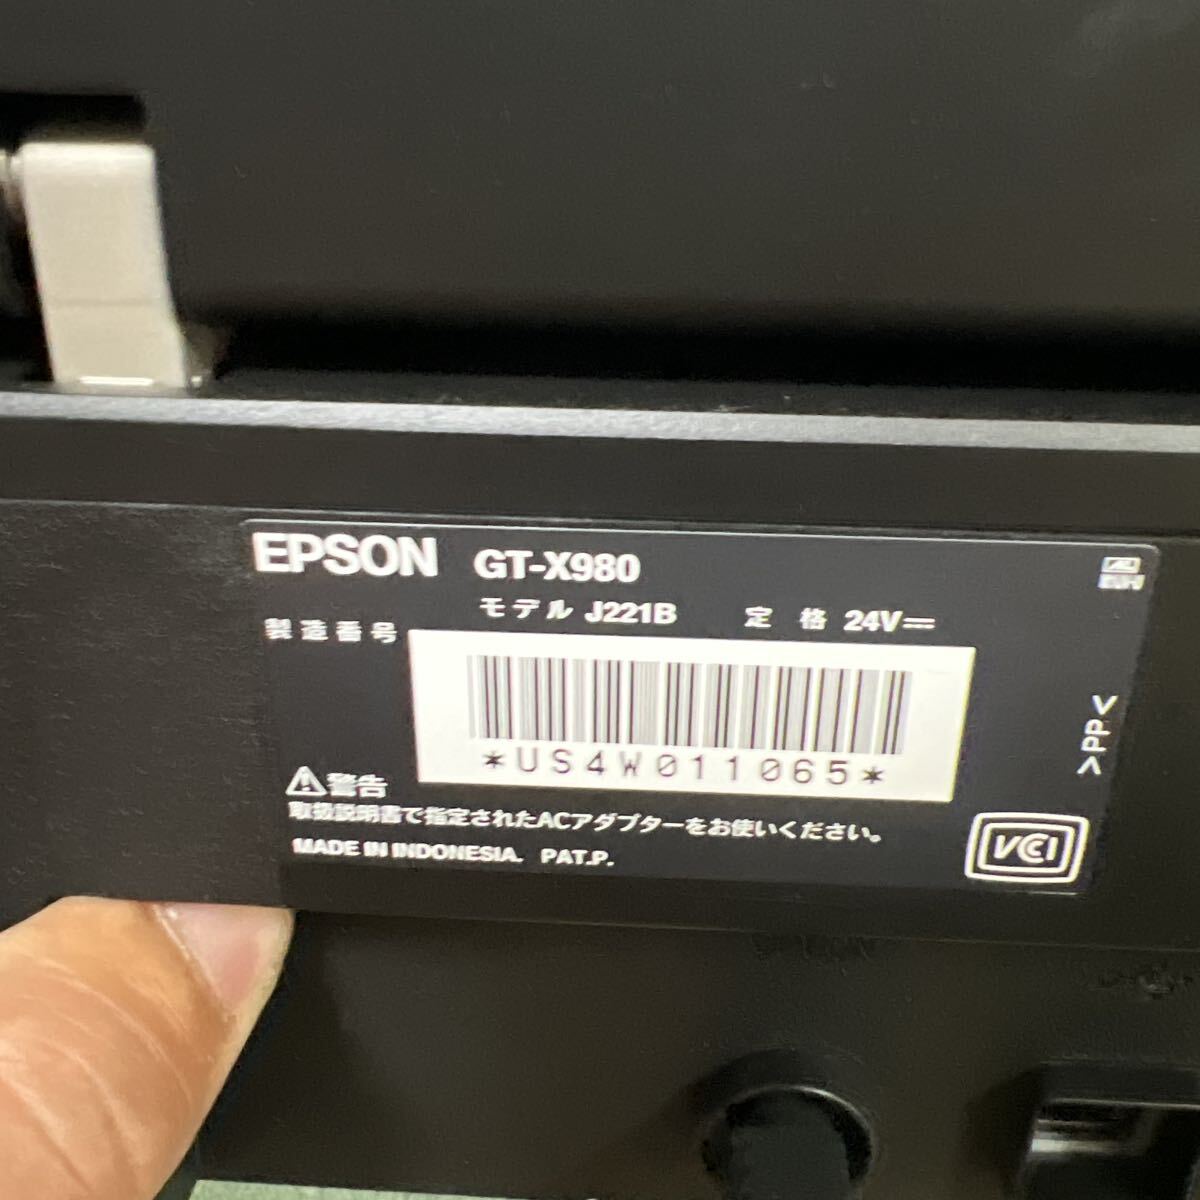 EPSON GT-X980
モデル J221B 定 格 24V⎓
製造番号
*US4W011065*
>PP<
⚠警告
取扱説明書で指定されたACアダプターをお使いください。
MADE IN INDONESIA. PAT.P.
VCCI